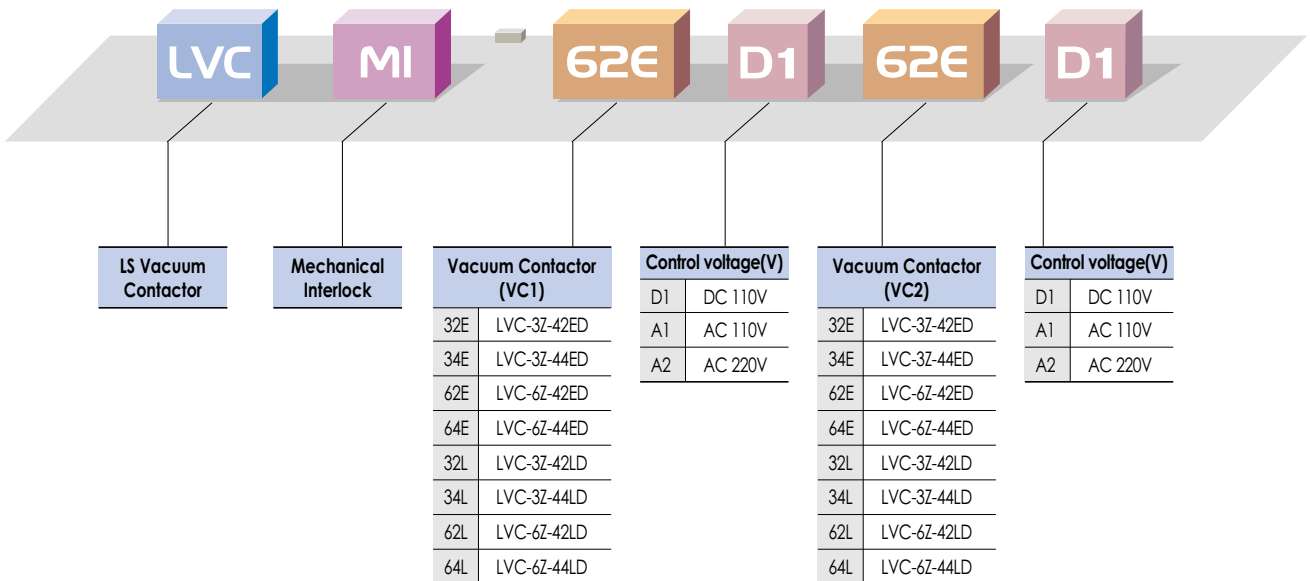 LVC MI - 62E D1 62E D1
LS Vacuum
Contactor
Mechanical
Interlock
Vacuum Contactor
(VC1)
32E LVC-3Z-42ED
34E LVC-3Z-44ED
62E LVC-6Z-42ED
64E LVC-6Z-44ED
32L LVC-3Z-42LD
34L LVC-3Z-44LD
62L LVC-6Z-42LD
64L LVC-6Z-44LD
Control voltage(V)
D1 DC 110V
A1 AC 110V
A2 AC 220V
Vacuum Contactor
(VC2)
32E LVC-3Z-42ED
34E LVC-3Z-44ED
62E LVC-6Z-42ED
64E LVC-6Z-44ED
32L LVC-3Z-42LD
34L LVC-3Z-44LD
62L LVC-6Z-42LD
64L LVC-6Z-44LD
Control voltage(V)
D1 DC 110V
A1 AC 110V
A2 AC 220V